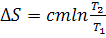 ΔS = cmln T₂/T₁